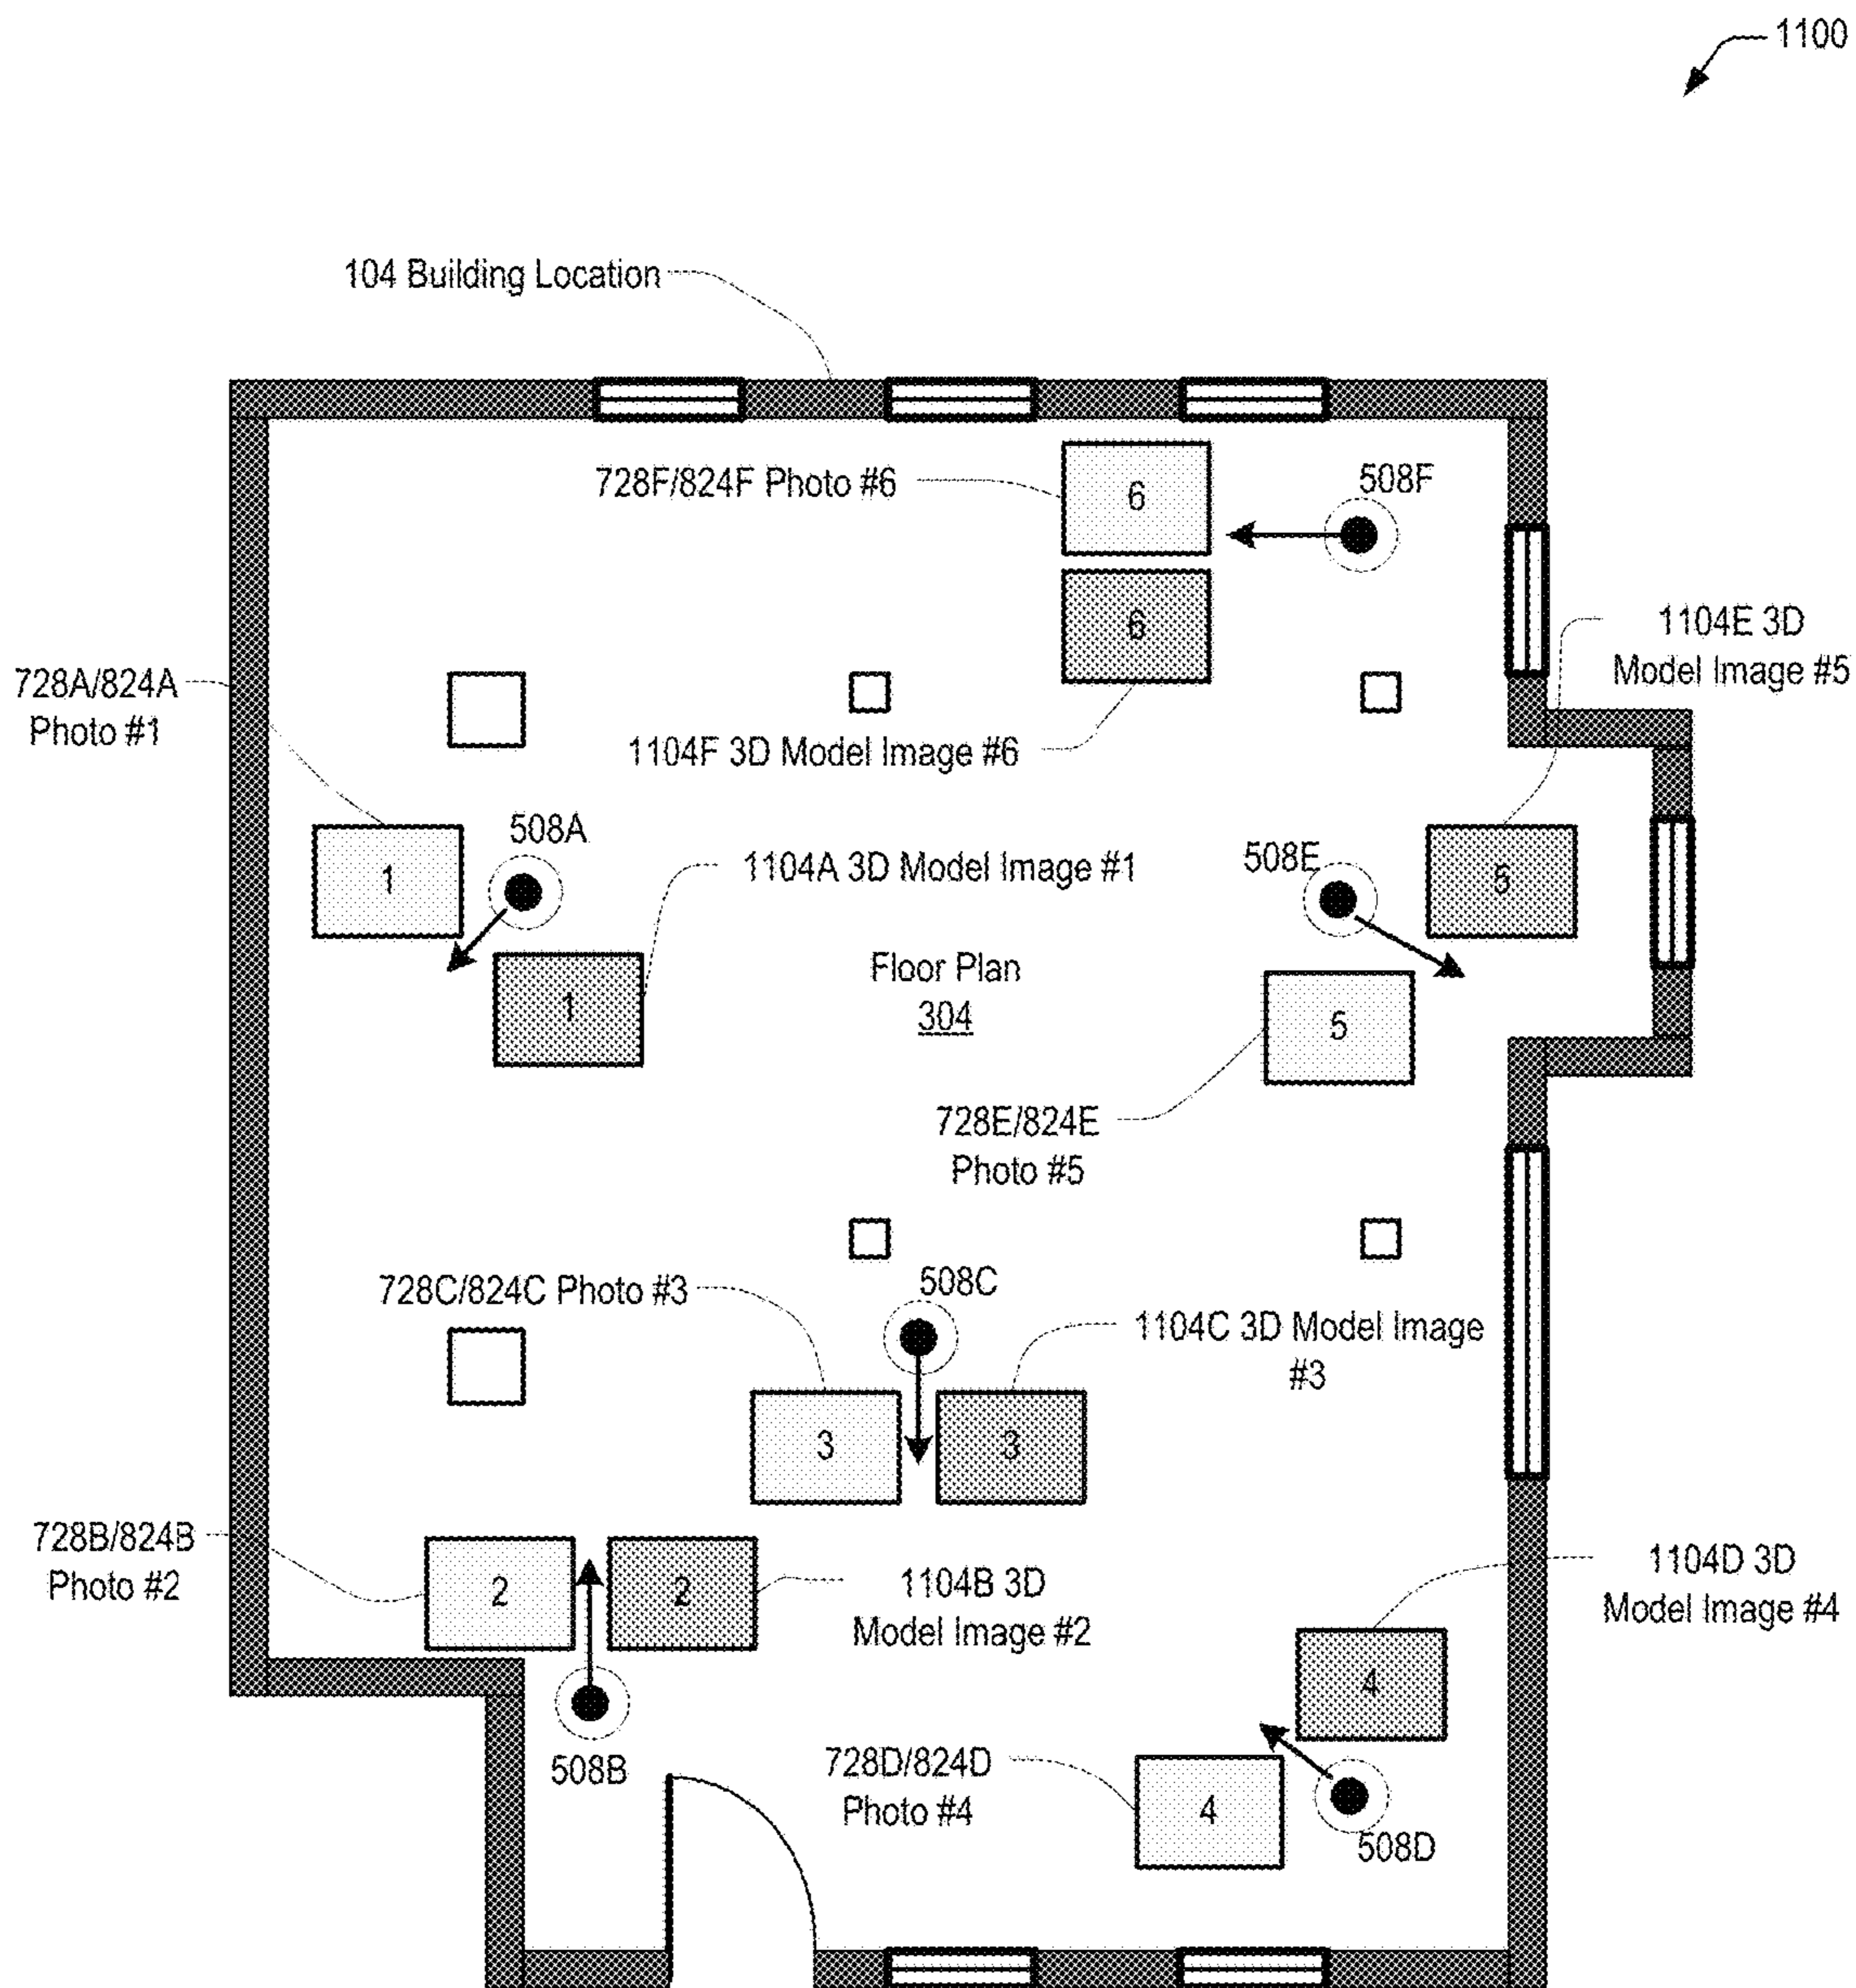 1100
104 Building Location
728F/824F Photo #6
6
508F
6
1104E 3D
Model Image #5
728A/824A
Photo #1
1104F 3D Model Image #6
508A
1
1104A 3D Model Image #1
508E
5
Floor Plan
304
1
5
728E/824E
Photo #5
728C/824C Photo #3
508C
1104C 3D Model Image
#3
3
3
728B/824B
Photo #2
2
2
1104B 3D
Model Image #2
1104D 3D
Model Image #4
4
508B
728D/824D
Photo #4
4
508D